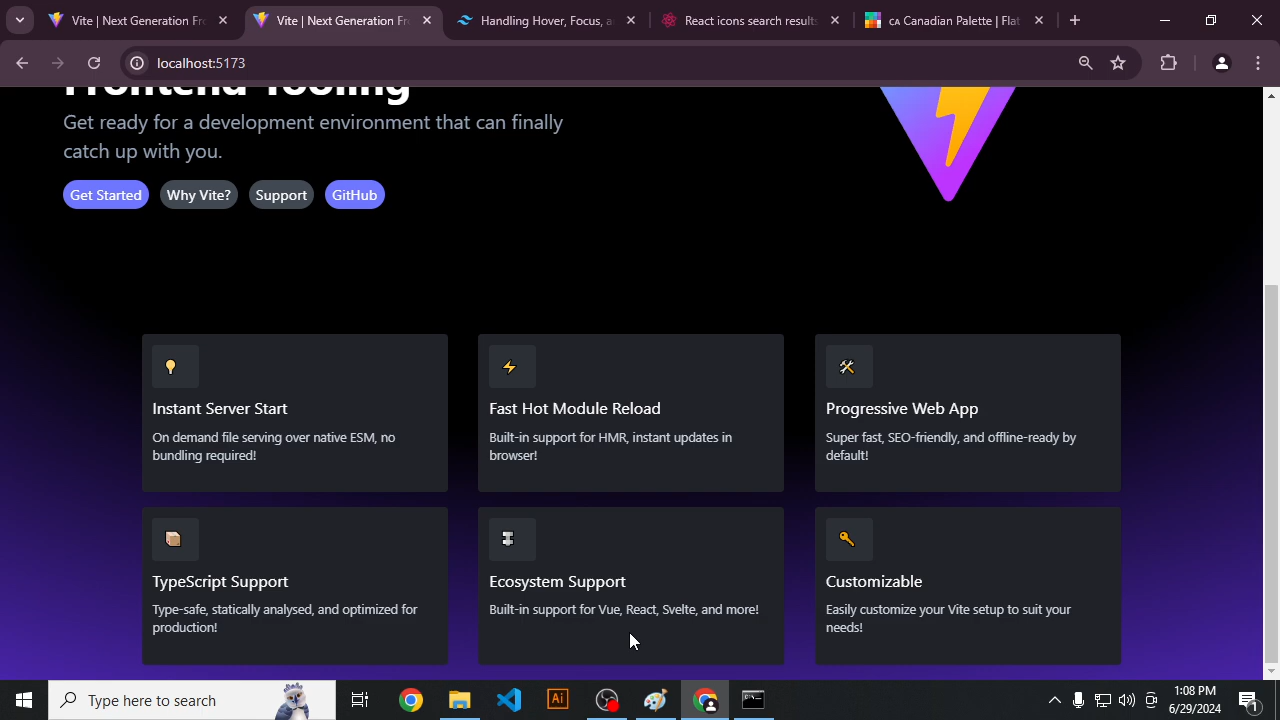 Vite | Next Generation Fr
Vite | Next Generation Fr
Handling Hover, Focus, a
React icons search results
CA Canadian Palette | Flat
localhost:5173
Frontend Tooling
Get ready for a development environment that can finally
catch up with you.
Get Started
Why Vite?
Support
GitHub
Instant Server Start
On demand file serving over native ESM, no
bundling required!
Fast Hot Module Reload
Built-in support for HMR, instant updates in
browser!
Progressive Web App
Super fast, SEO-friendly, and offline-ready by
default!
TypeScript Support
Type-safe, statically analysed, and optimized for
production!
Ecosystem Support
Built-in support for Vue, React, Svelte, and more!
Customizable
Easily customize your Vite setup to suit your
needs!
Type here to search
Ai
1:08 PM
6/29/2024
1